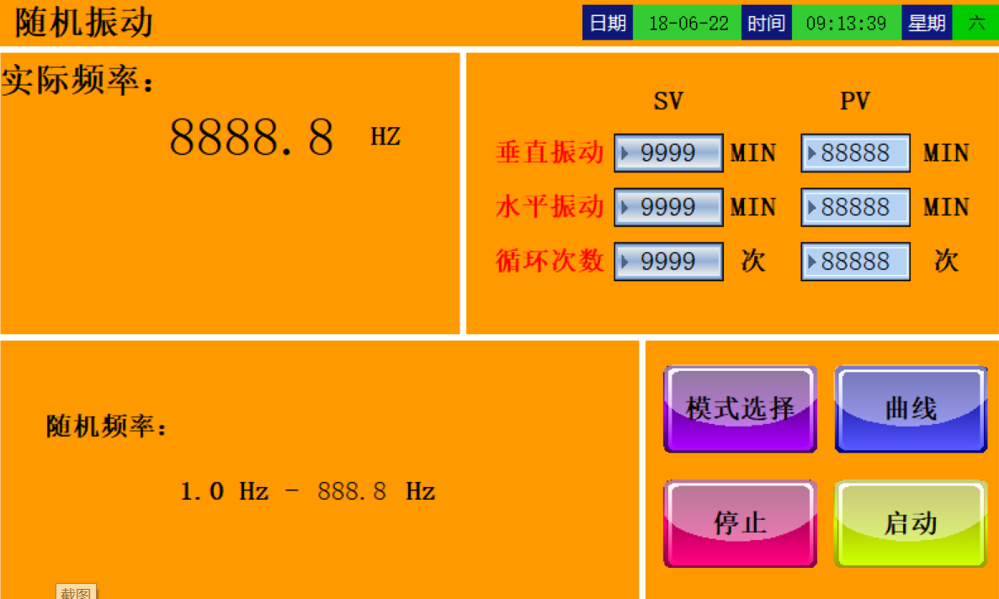 随机振动 日期 18-06-22 时间 09:13:39 星期 六
实际频率：
8888.8 HZ
SV PV
垂直振动 9999 MIN 88888 MIN
水平振动 9999 MIN 88888 MIN
循环次数 9999 次 88888 次
随机频率：
1.0 Hz - 888.8 Hz
模式选择 曲线
停止 启动
截图